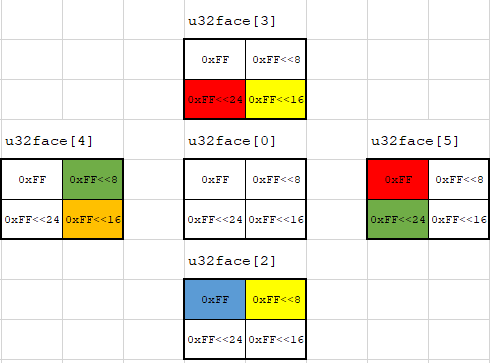 u32face[3]
0xFF 0xFF<<8
0xFF<<24 0xFF<<16
u32face[4] u32face[0] u32face[5]
0xFF 0xFF<<8 0xFF 0xFF<<8 0xFF 0xFF<<8
0xFF<<24 0xFF<<16 0xFF<<24 0xFF<<16 0xFF<<24 0xFF<<16
u32face[2]
0xFF 0xFF<<8
0xFF<<24 0xFF<<16